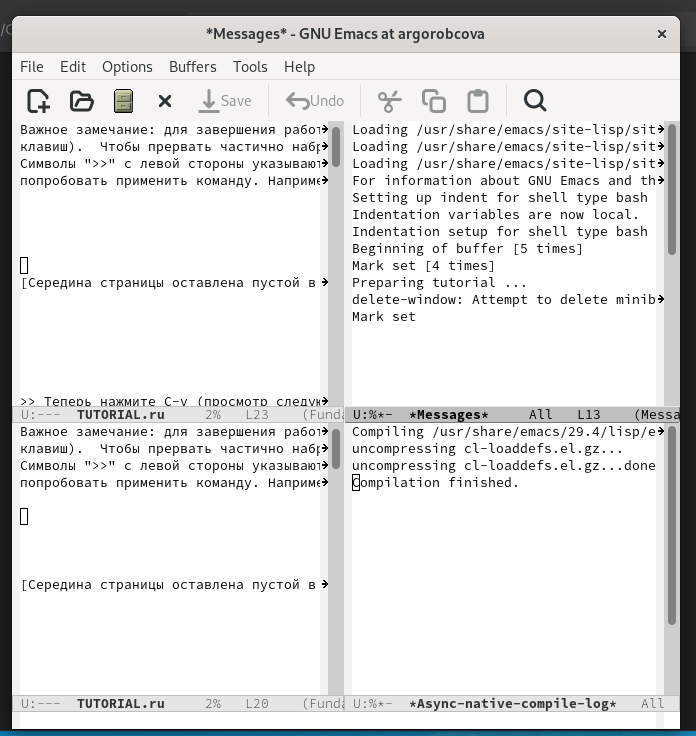 *Messages* - GNU Emacs at argorobcova
File Edit Options Buffers Tools Help
Save Undo
Важное замечание: для завершения работ
клавиш).  Чтобы прервать частично наб
Символы ">>" с левой стороны указывают
попробовать применить команду. Наприме
[Середина страницы оставлена пустой в
>> Теперь нажмите C-v (просмотр следую
U:---  TUTORIAL.ru     2%   L23    (Funda
Loading /usr/share/emacs/site-lisp/sit
Loading /usr/share/emacs/site-lisp/sit
Loading /usr/share/emacs/site-lisp/sit
For information about GNU Emacs and th
Setting up indent for shell type bash
Indentation variables are now local.
Indentation setup for shell type bash
Beginning of buffer [5 times]
Mark set [4 times]
Preparing tutorial ...
delete-window: Attempt to delete minib
Mark set
U:%*-  *Messages*     All   L13    (Messa
Важное замечание: для завершения работ
клавиш).  Чтобы прервать частично наб
Символы ">>" с левой стороны указывают
попробовать применить команду. Наприме
[Середина страницы оставлена пустой в
U:---  TUTORIAL.ru     2%   L20    (Funda
Compiling /usr/share/emacs/29.4/lisp/e
uncompressing cl-loaddefs.el.gz...
uncompressing cl-loaddefs.el.gz...done
Compilation finished.
U:%*-  *Async-native-compile-log*   All